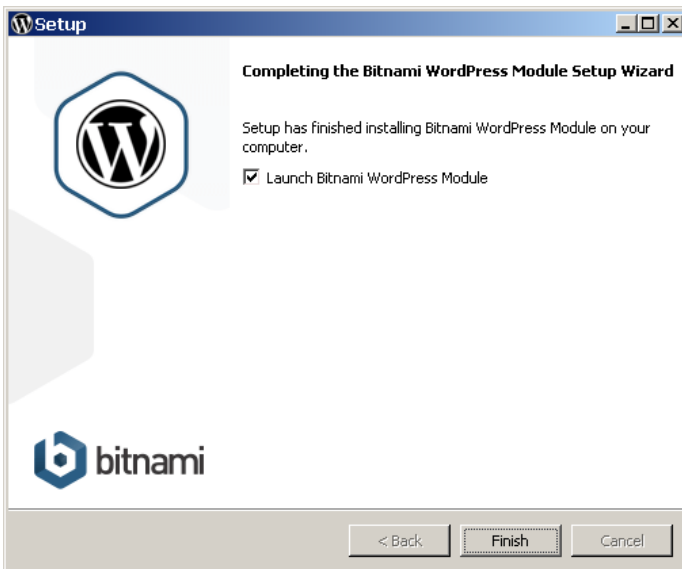 Setup
Completing the Bitnami WordPress Module Setup Wizard
Setup has finished installing Bitnami WordPress Module on your
computer.
Launch Bitnami WordPress Module
bitnami
< Back
Finish
Cancel